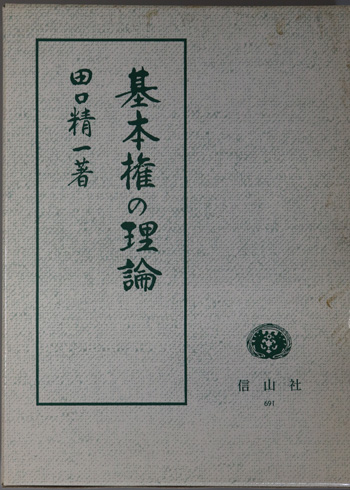 基本権の理論
田口精一著
信山社
691